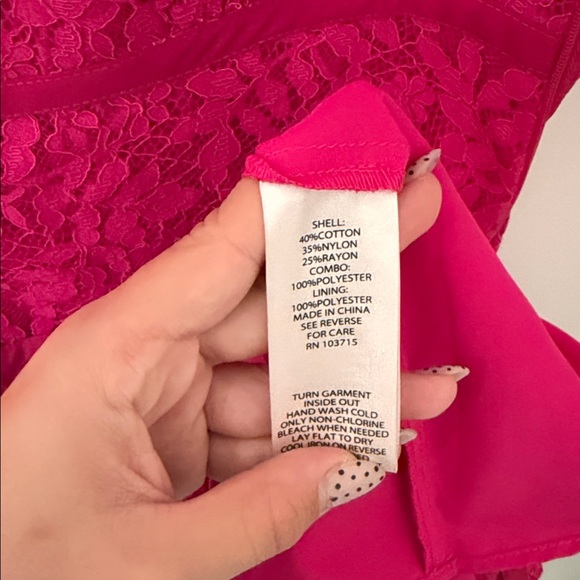 SHELL:
40%COTTON
35%NYLON
25%RAYON
COMBO:
100%POLYESTER
LINING:
100%POLYESTER
MADE IN CHINA
SEE REVERSE
FOR CARE
RN 103715
TURN GARMENT
INSIDE OUT
HAND WASH COLD
ONLY NON-CHLORINE
BLEACH WHEN NEEDED
LAY FLAT TO DRY
COOL IRON ON REVERSE